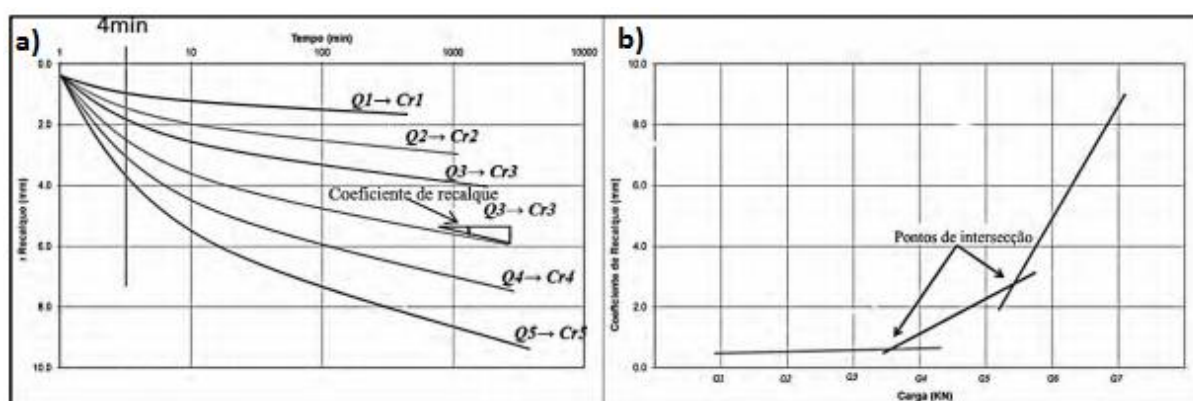 a)
4min
Tempo (min)
1 10 100 1000 10000
0.0
2.0
4.0
6.0
8.0
10.0
Recalque (mm)
Q1→ Cr1
Q2→ Cr2
Q3→ Cr3
Coeficiente de recalque
Q3→ Cr3
Q4→ Cr4
Q5→ Cr5
b)
10.0
8.0
6.0
4.0
2.0
0.0
Coeficiente de Recalque (mm)
Pontos de intersecção
Q1 Q2 Q3 Q4 Q5 Q6 Q7
Carga (KN)